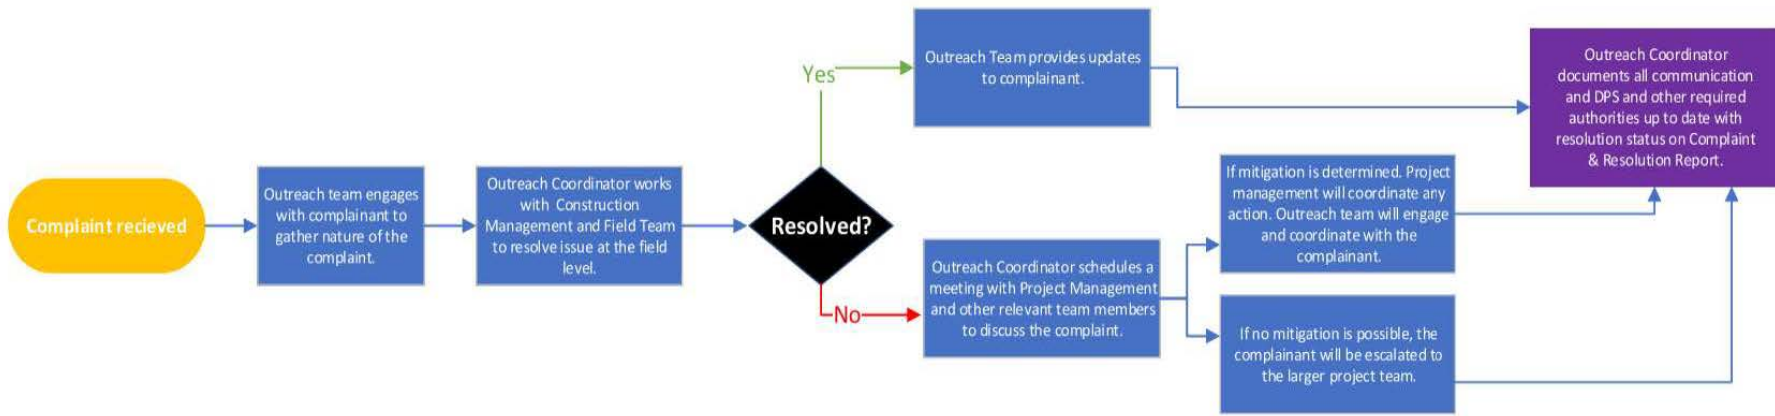 Complaint recieved
Outreach team engages
with complainant to
gather nature of the
complaint.
Outreach Coordinator works
with Construction
Management and Field Team
to resolve issue at the field
level.
Resolved?
Yes
Outreach Team provides updates
to complainant.
No
Outreach Coordinator schedules a
meeting with Project Management
and other relevant team members
to discuss the complaint.
If mitigation is determined. Project
management will coordinate any
action. Outreach team will engage
and coordinate with the
complainant.
If no mitigation is possible, the
complainant will be escalated to
the larger project team.
Outreach Coordinator
documents all communication
and DPS and other required
authorities up to date with
resolution status on Complaint
& Resolution Report.